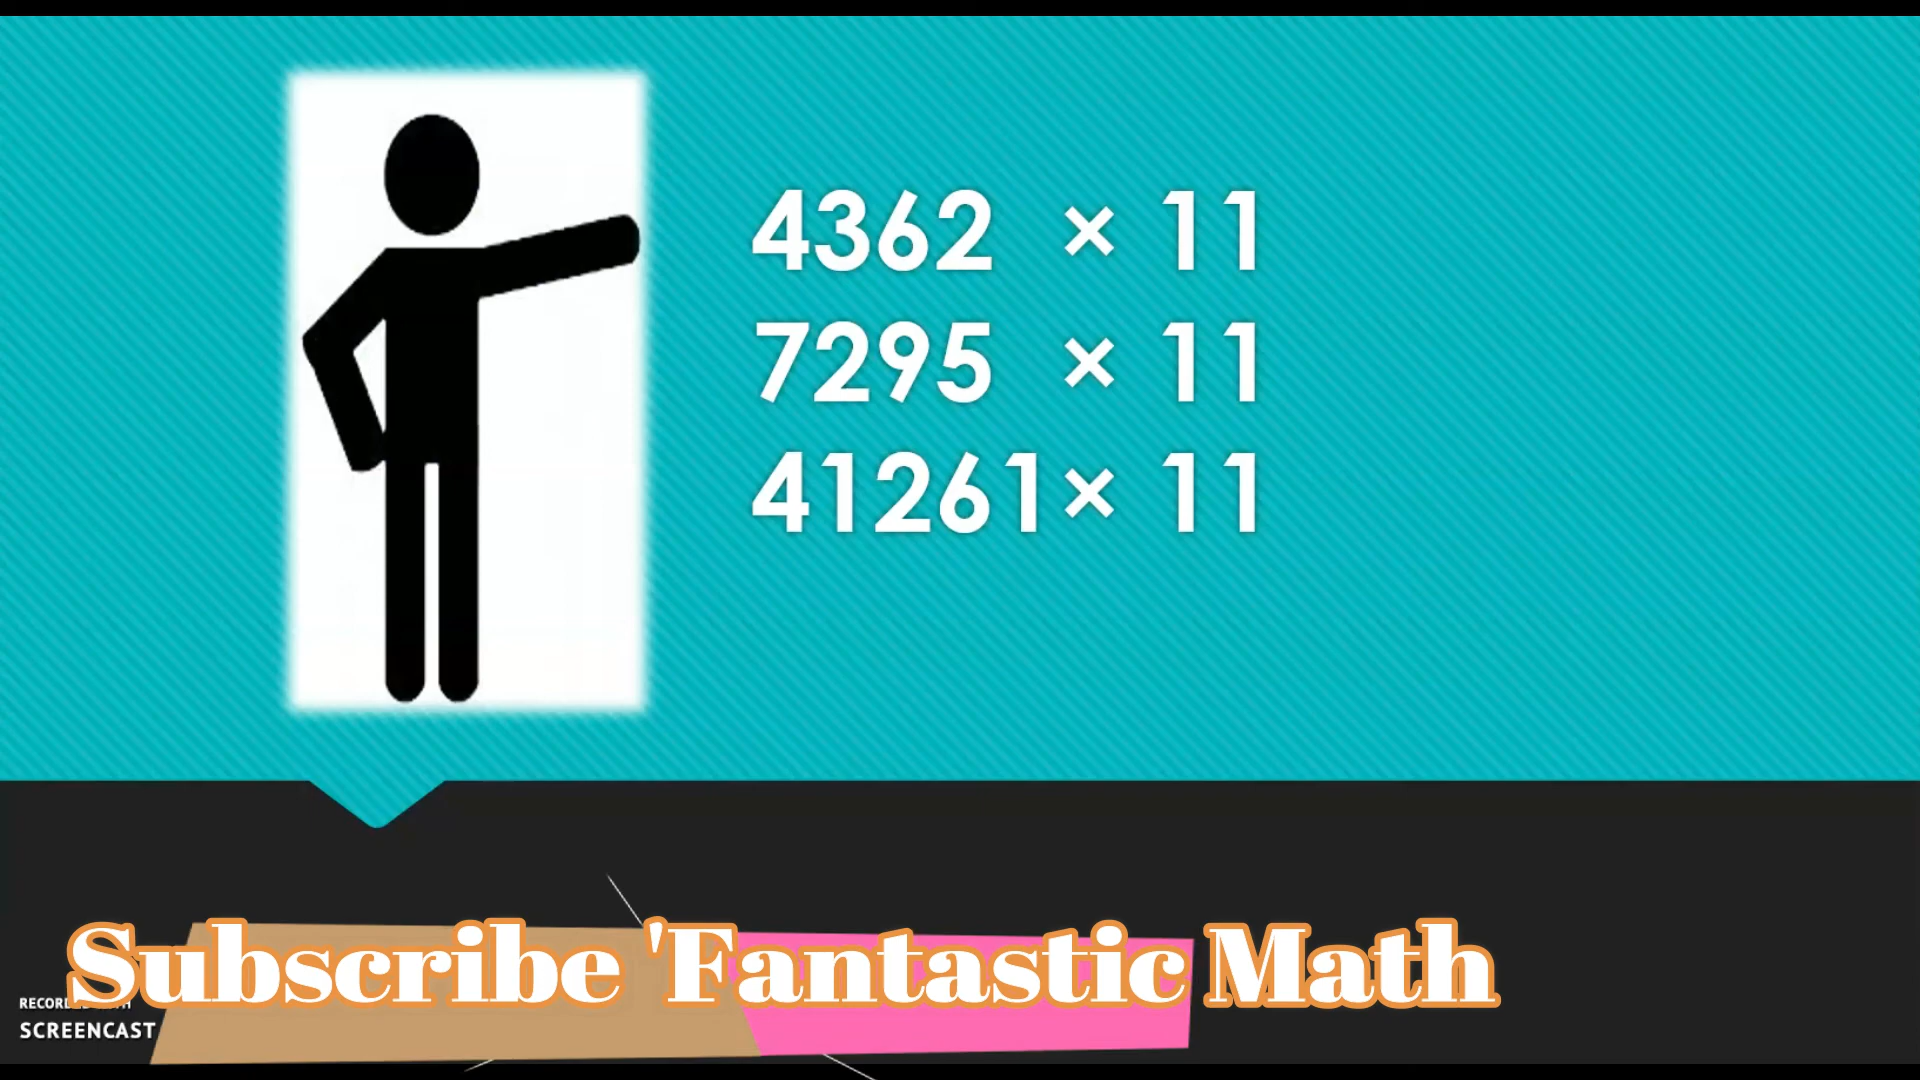 4362 × 11
7295 × 11
41261× 11
Subscribe 'Fantastic Math
SCREENCAST